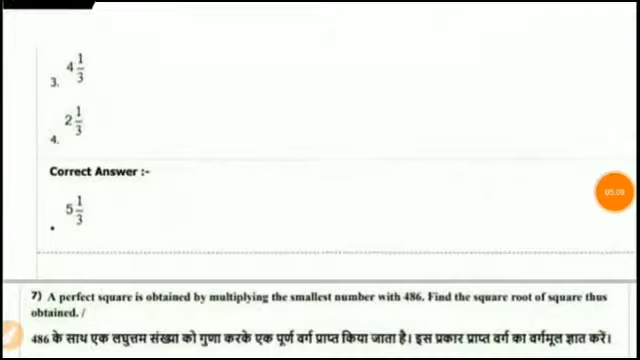 3. 4 1/3
4. 2 1/3
Correct Answer :-
• 5 1/3
05:09
7) A perfect square is obtained by multiplying the smallest number with 486. Find the square root of square thus
obtained. /
486 के साथ एक लघुत्तम संख्या को गुणा करके एक पूर्ण वर्ग प्राप्त किया जाता है। इस प्रकार प्राप्त वर्ग का वर्गमूल ज्ञात करें।